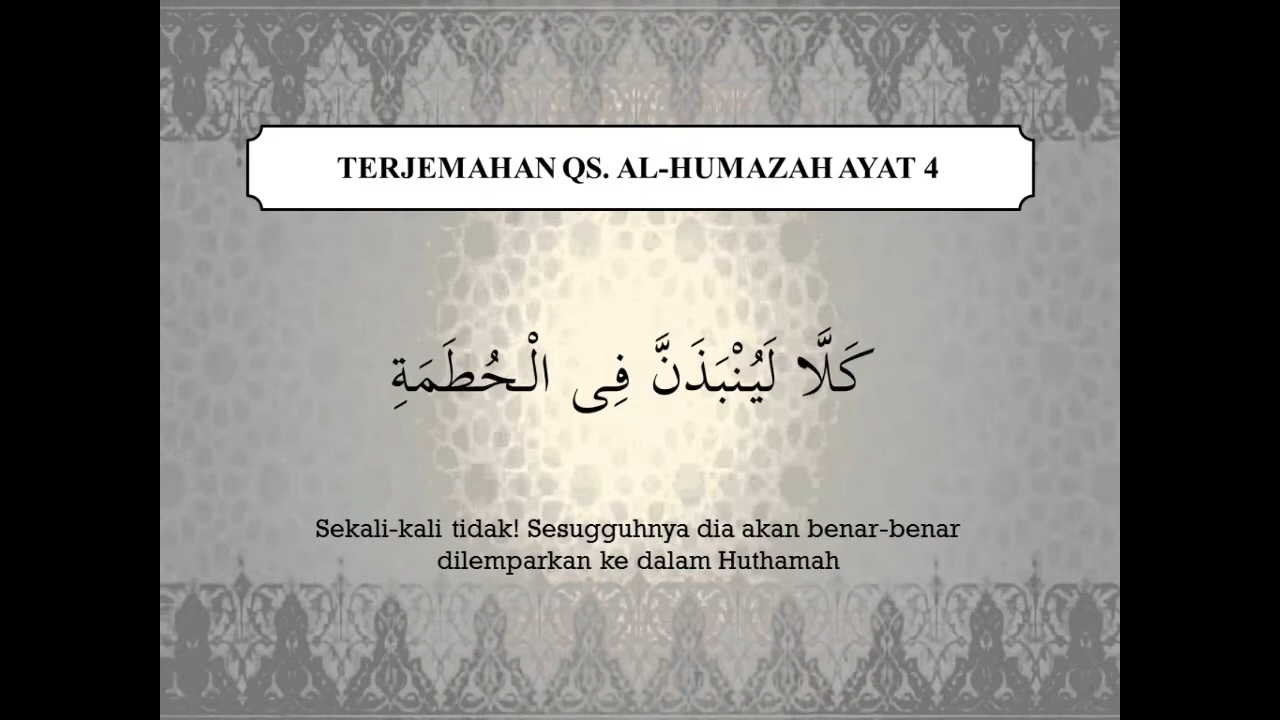 TERJEMAHAN QS. AL-HUMAZAH AYAT 4
كَلَّا لَيُنْۢبَذَنَّ فِى الْحُطَمَةِ
Sekali-kali tidak! Sesugguhnya dia akan benar-benar
dilemparkan ke dalam Huthamah